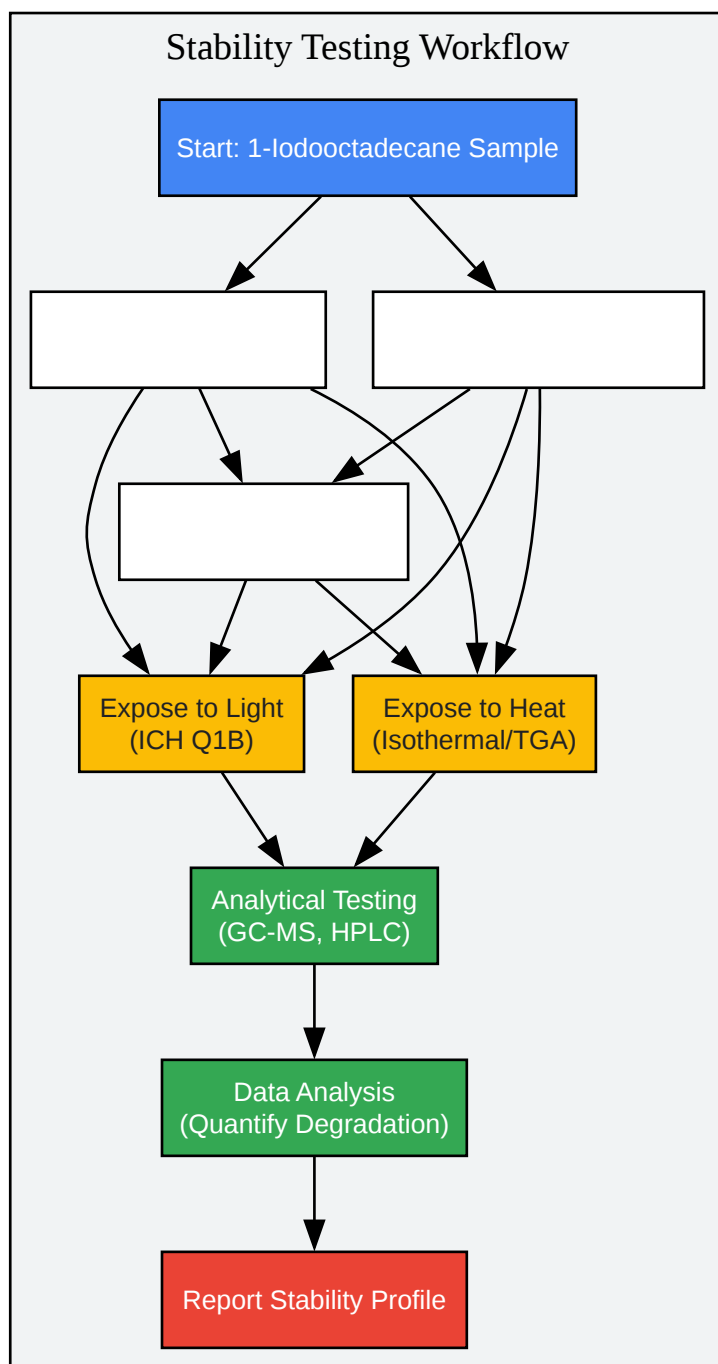 Stability Testing Workflow
Start: 1-Iodooctadecane Sample
Expose to Light
(ICH Q1B)
Expose to Heat
(Isothermal/TGA)
Analytical Testing
(GC-MS, HPLC)
Data Analysis
(Quantify Degradation)
Report Stability Profile